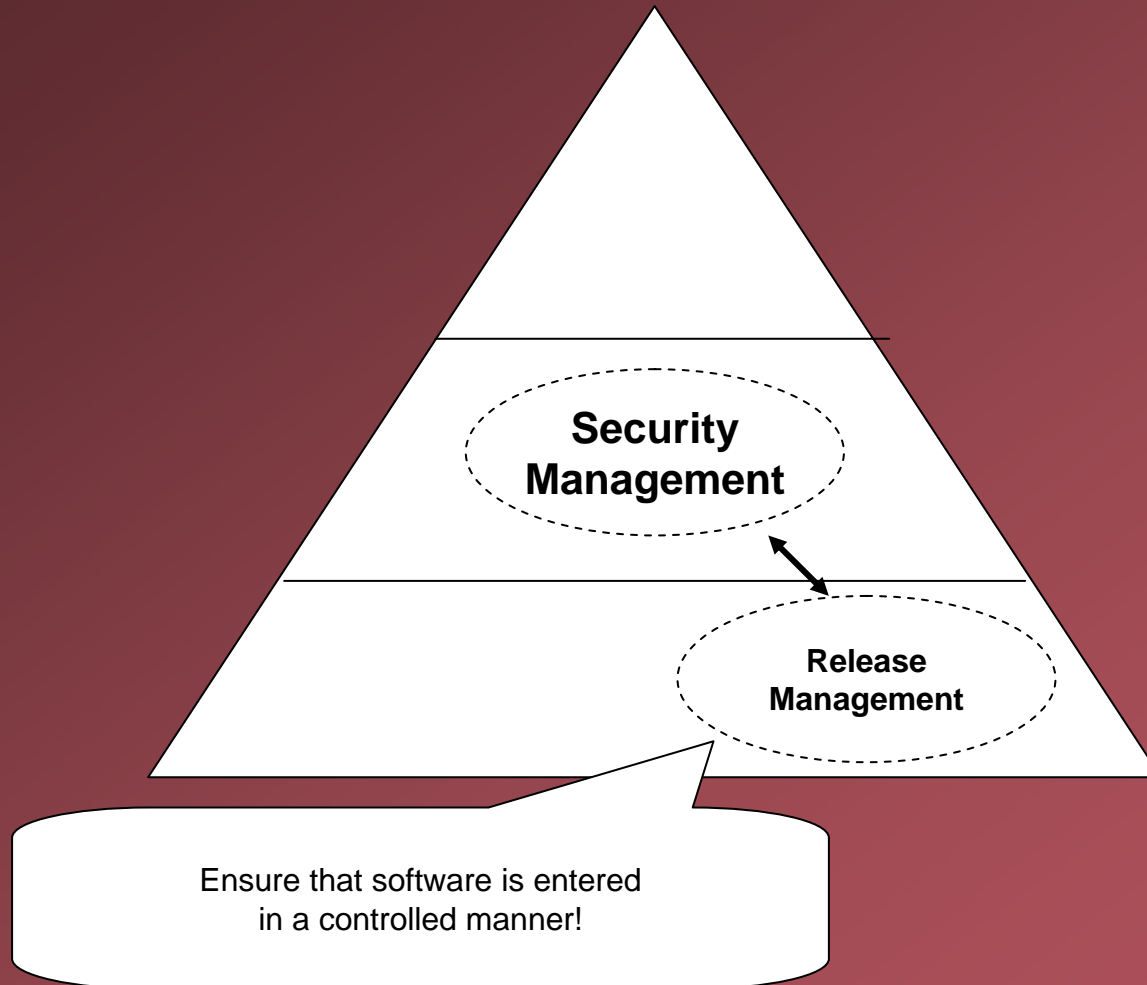 Security
Management
Release
Management
Ensure that software is entered
in a controlled manner!